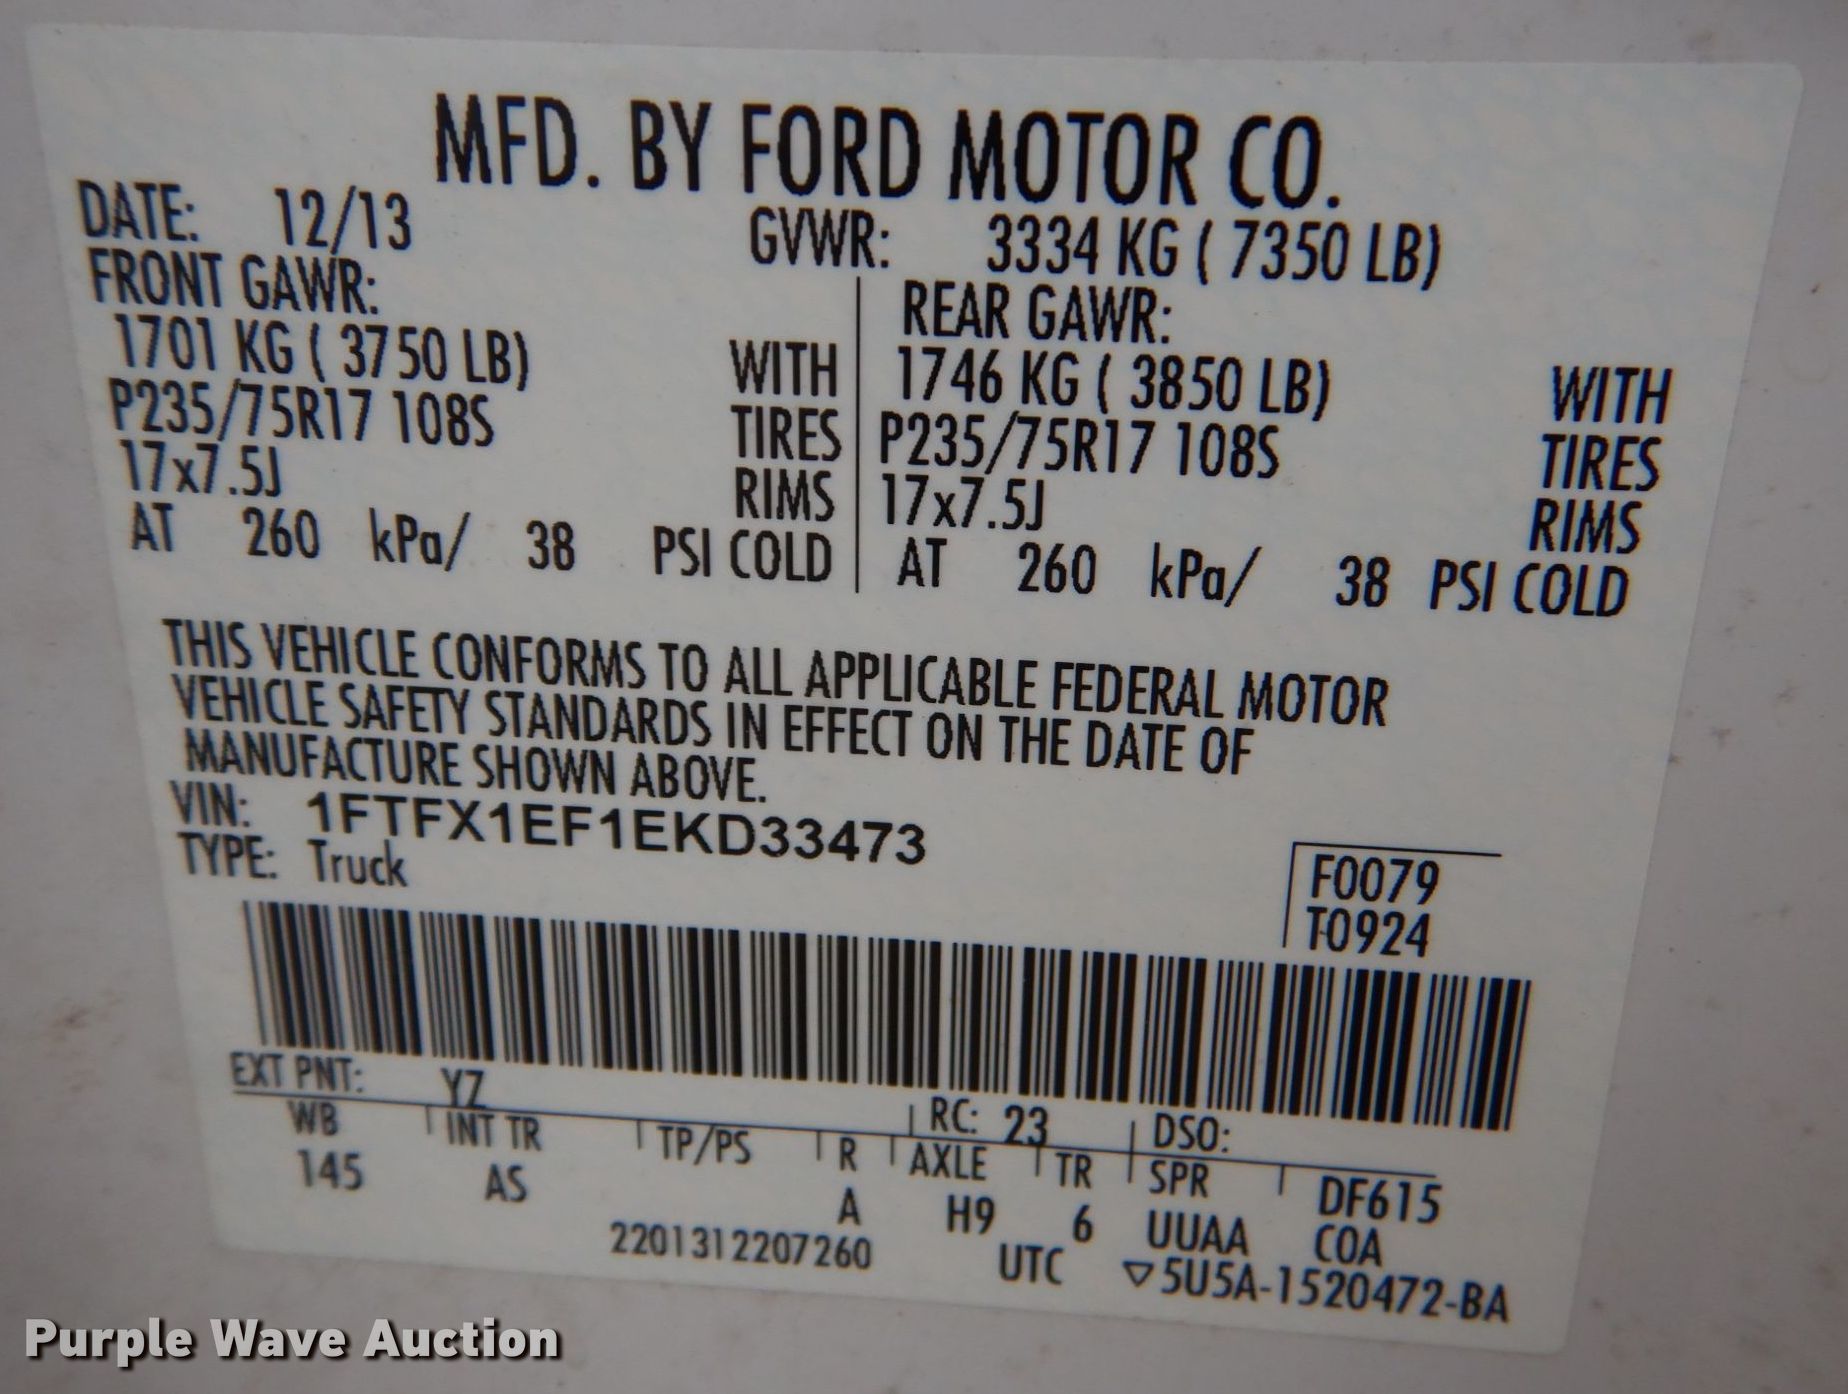 MFD. BY FORD MOTOR CO.
DATE: 12/13 GVWR: 3334 KG ( 7350 LB)
FRONT GAWR: REAR GAWR:
1701 KG ( 3750 LB) WITH 1746 KG ( 3850 LB) WITH
P235/75R17 108S TIRES P235/75R17 108S TIRES
17x7.5J RIMS 17x7.5J RIMS
AT 260 kPa/ 38 PSI COLD AT 260 kPa/ 38 PSI COLD
THIS VEHICLE CONFORMS TO ALL APPLICABLE FEDERAL MOTOR
VEHICLE SAFETY STANDARDS IN EFFECT ON THE DATE OF
MANUFACTURE SHOWN ABOVE.
VIN: 1FTFX1EF1EKD33473
TYPE: Truck
F0079
T0924
EXT PNT: YZ RC: 23 DSO:
WB INT TR TP/PS R AXLE TR SPR DF615
145 AS A H9 6 UUAA COA
2201312207260 UTC ▽5U5A-1520472-BA
Purple Wave Auction